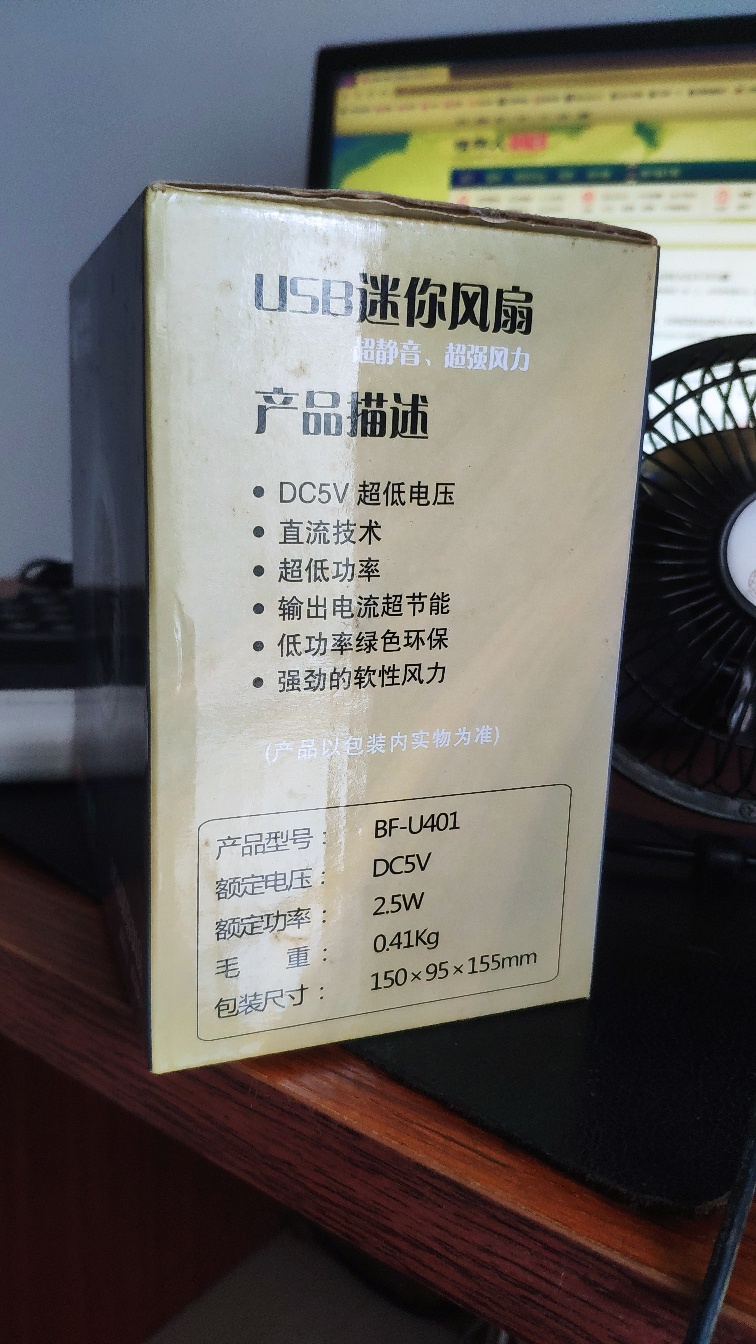 USB迷你风扇
超静音、超强风力
产品描述
● DC5V 超低电压
● 直流技术
● 超低功率
● 输出电流超节能
● 低功率绿色环保
● 强劲的软性风力
(产品以包装内实物为准)
产品型号： BF-U401
额定电压： DC5V
额定功率： 2.5W
毛 重： 0.41Kg
包装尺寸： 150×95×155mm